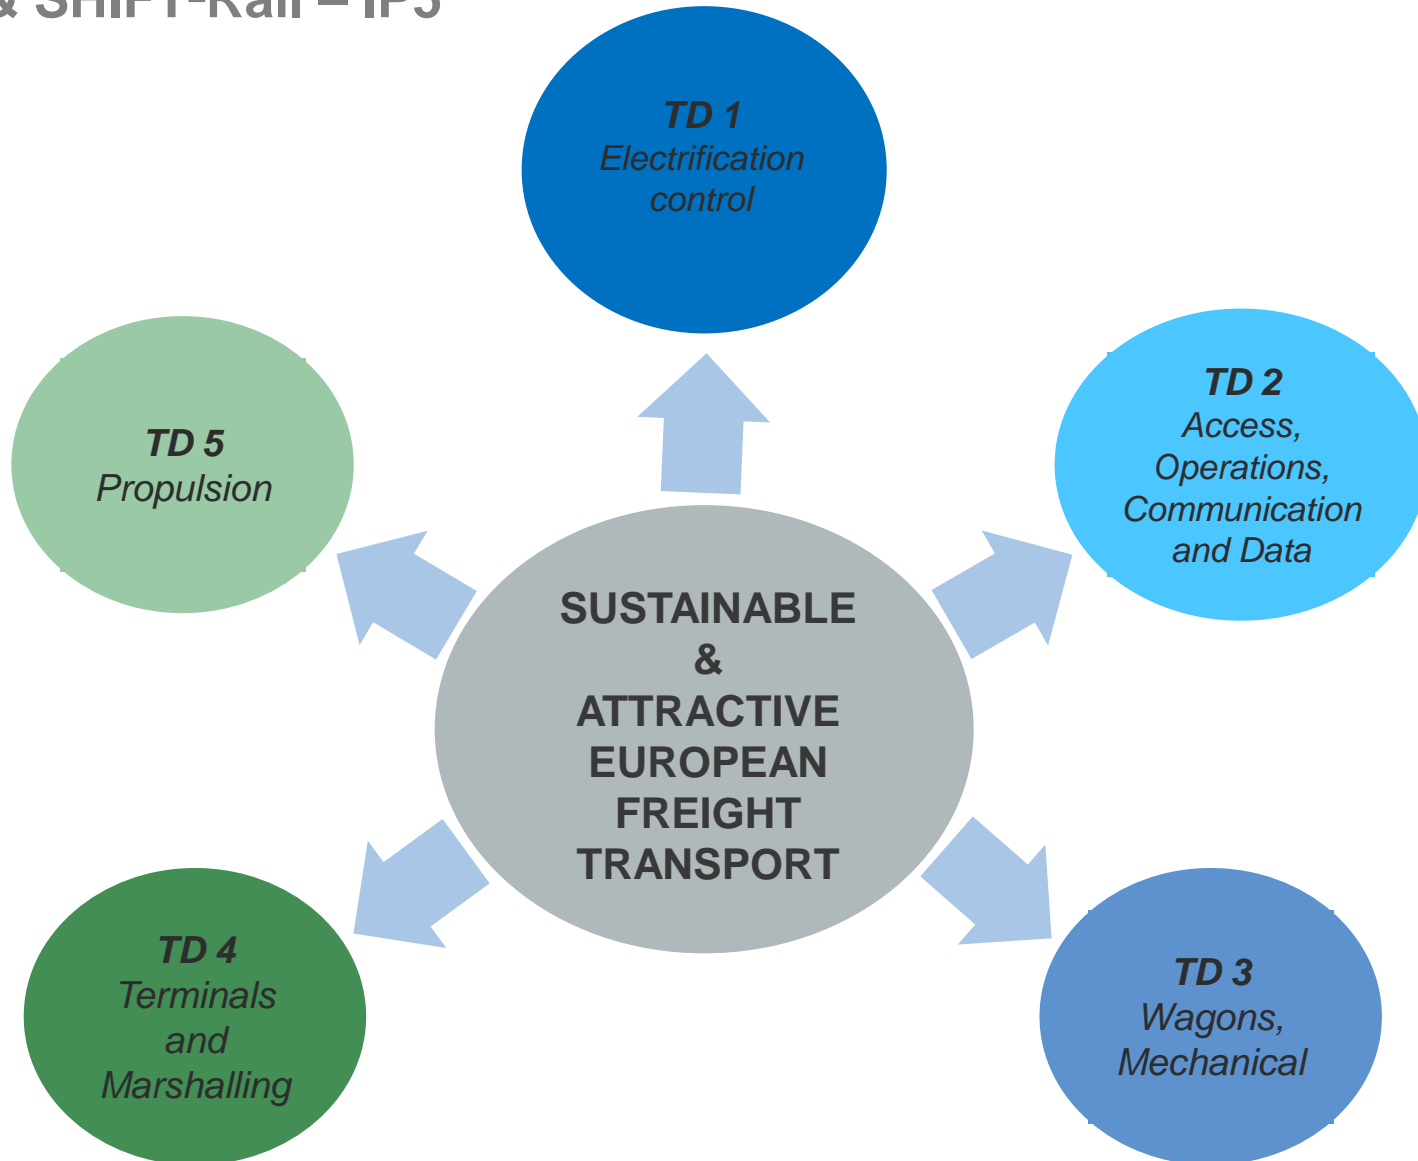 & SHIFT-Rail – IP5
TD 1
Electrification
control
TD 2
Access,
Operations,
Communication
and Data
TD 5
Propulsion
SUSTAINABLE
&
ATTRACTIVE
EUROPEAN
FREIGHT
TRANSPORT
TD 4
Terminals
and
Marshalling
TD 3
Wagons,
Mechanical